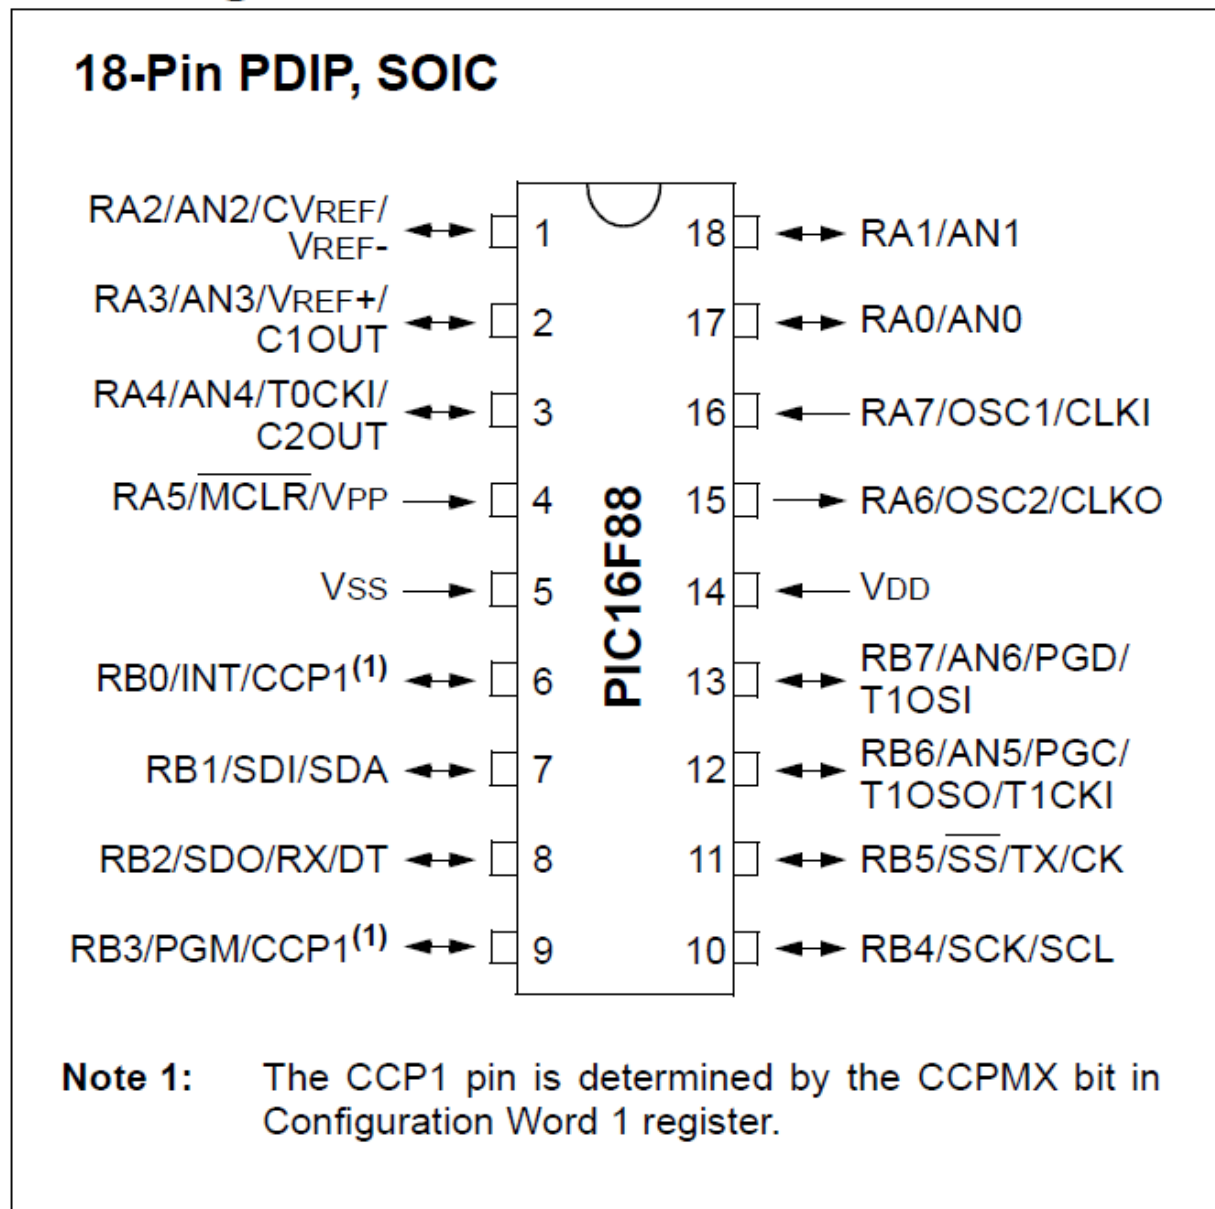 18-Pin PDIP, SOIC
RA2/AN2/CVREF/
VREF-
1
18
RA1/AN1
RA3/AN3/VREF+/
C1OUT
2
17
RA0/AN0
RA4/AN4/T0CKI/
C2OUT
3
16
RA7/OSC1/CLKI
RA5/MCLR/VPP
4
15
RA6/OSC2/CLKO
VSS
5
14
VDD
RB0/INT/CCP1(1)
6
13
RB7/AN6/PGD/
T1OSI
RB1/SDI/SDA
7
12
RB6/AN5/PGC/
T1OSO/T1CKI
RB2/SDO/RX/DT
8
11
RB5/SS/TX/CK
RB3/PGM/CCP1(1)
9
10
RB4/SCK/SCL
PIC16F88
Note 1: The CCP1 pin is determined by the CCPMX bit in
Configuration Word 1 register.